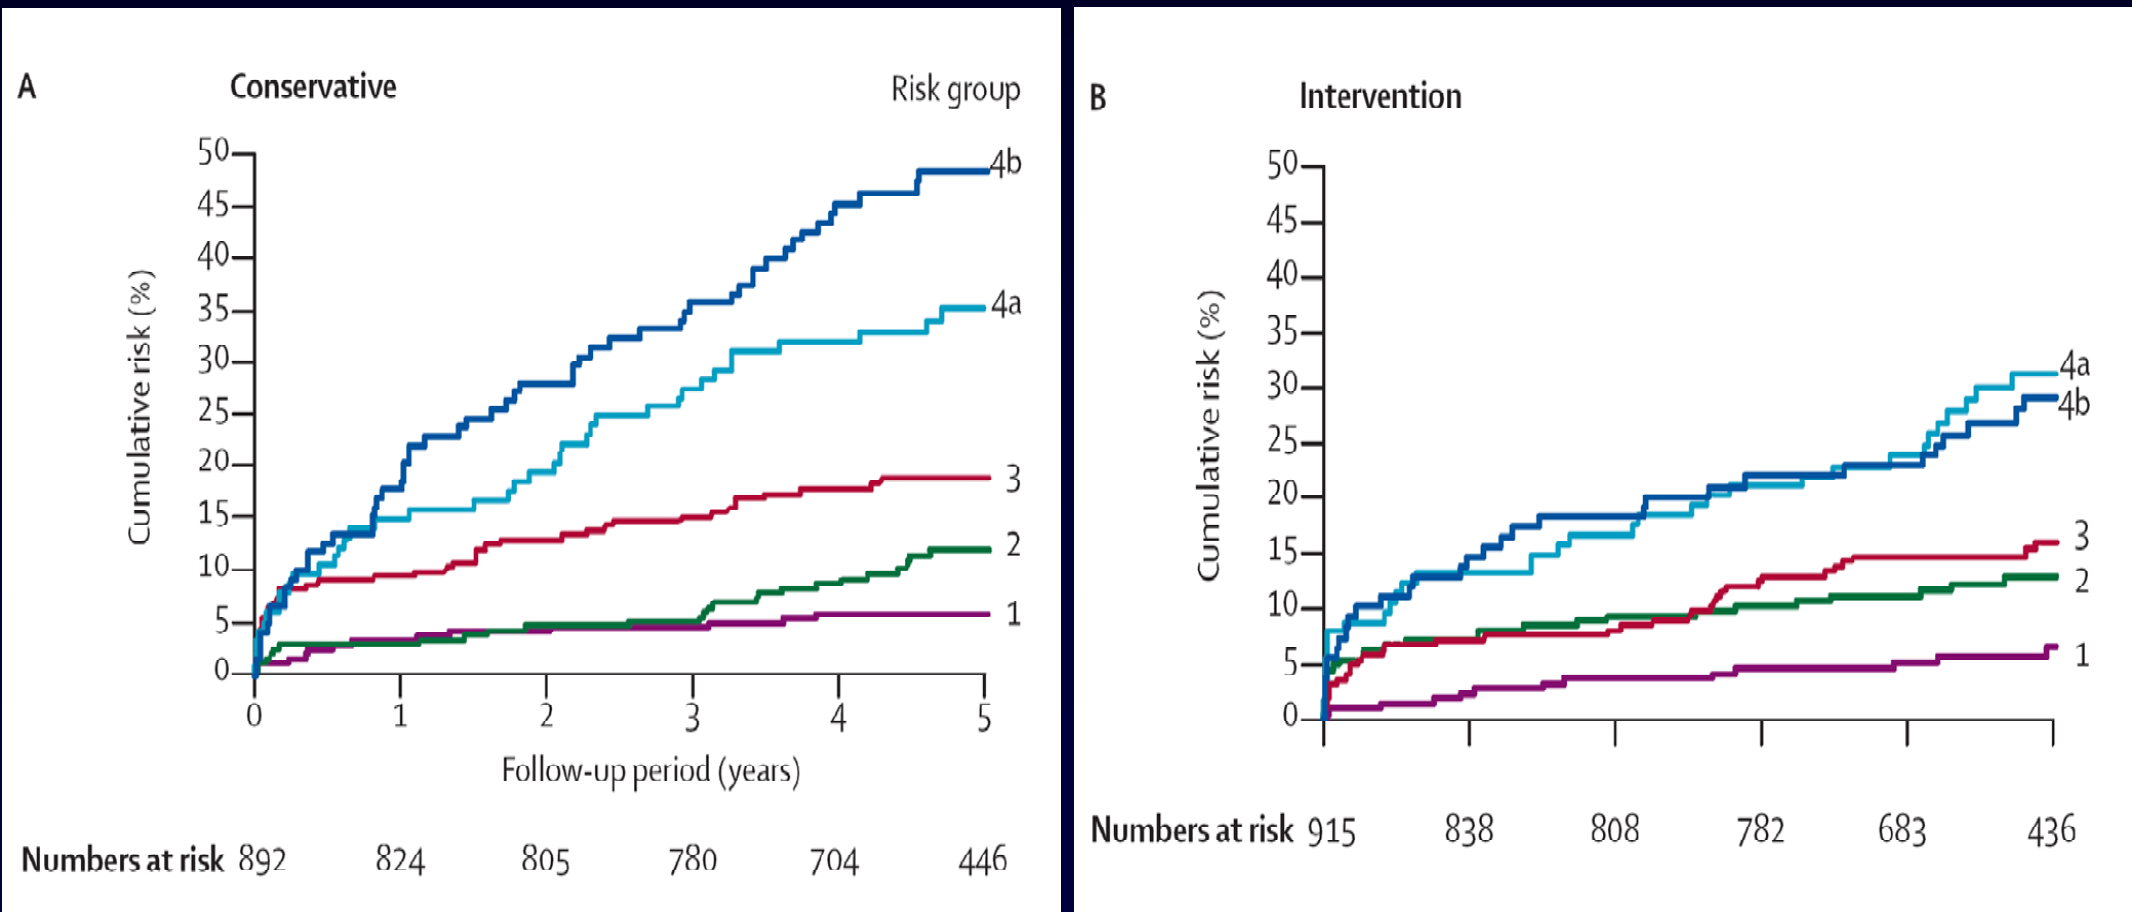 A Conservative Risk group
50
45
40
35
30
25
20
15
10
5
0
Cumulative risk (%)
4b
4a
3
2
1
0 1 2 3 4 5
Follow-up period (years)
Numbers at risk 892 824 805 780 704 446
B Intervention
50
45
40
35
30
25
20
15
10
5
0
Cumulative risk (%)
4a
4b
3
2
1
Numbers at risk 915 838 808 782 683 436